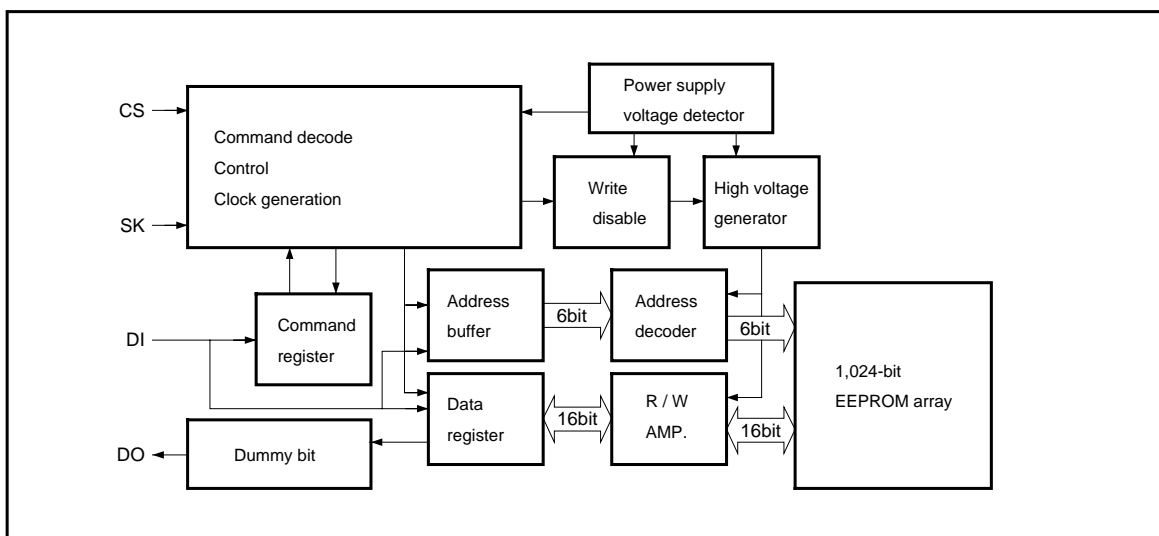 CS
SK
DI
DO
Command decode
Control
Clock generation
Power supply
voltage detector
Write
disable
High voltage
generator
Command
register
Address
buffer
6bit
Address
decoder
6bit
1,024-bit
EEPROM array
Data
register
16bit
R / W
AMP.
16bit
Dummy bit